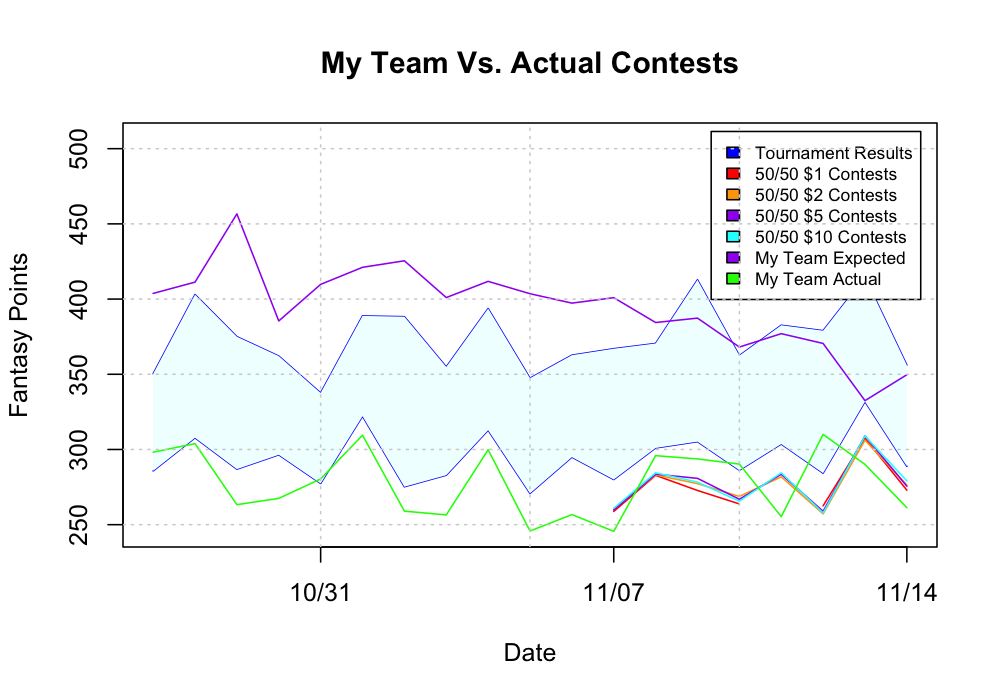 My Team Vs. Actual Contests
Fantasy Points
500
450
400
350
300
250
Tournament Results
50/50 $1 Contests
50/50 $2 Contests
50/50 $5 Contests
50/50 $10 Contests
My Team Expected
My Team Actual
10/31 11/07 11/14
Date